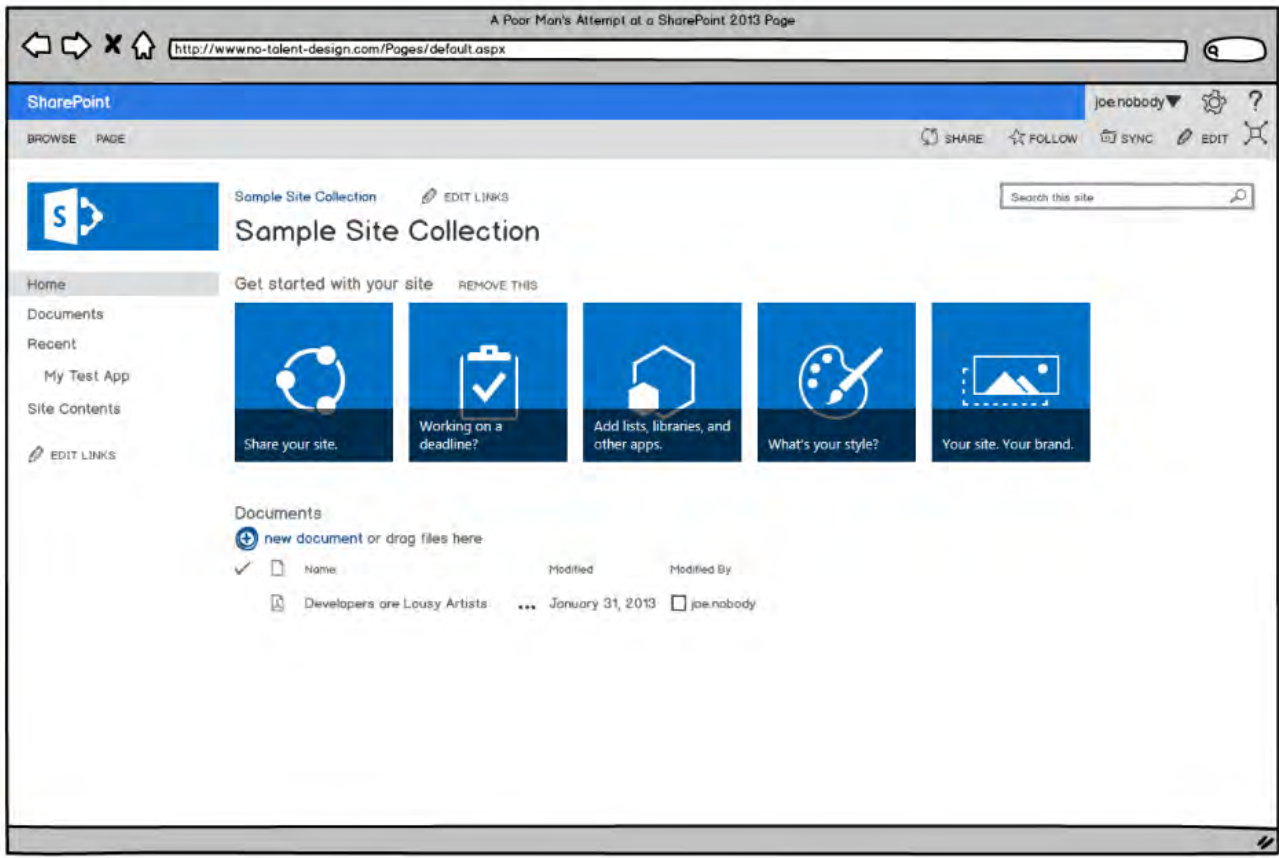 A Poor Man's Attempt at a SharePoint 2013 Page
http://www.no-talent-design.com/Pages/default.aspx
SharePoint
joe.nobody ?
BROWSE PAGE SHARE FOLLOW SYNC EDIT
S
Sample Site Collection EDIT LINKS
Search this site
Sample Site Collection
Home
Documents
Recent
My Test App
Site Contents
EDIT LINKS
Get started with your site REMOVE THIS
Share your site.
Working on a
deadline?
Add lists, libraries, and
other apps.
What's your style?
Your site. Your brand.
Documents
new document or drag files here
Name Modified Modified By
Developers are Lousy Artists ... January 31, 2013 joe.nobody